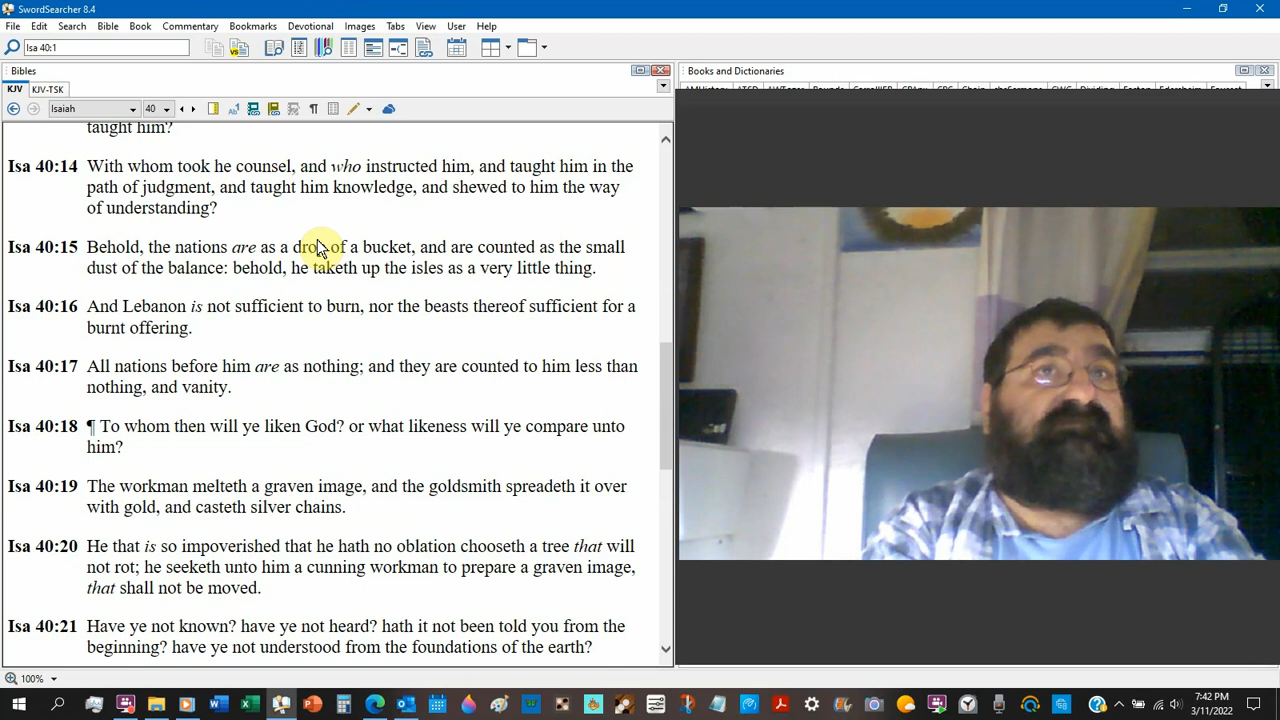 SwordSearcher 8.4
File Edit Search Bible Book Commentary Bookmarks Devotional Images Tabs View User Help
Isa 40:1
Bibles
Books and Dictionaries
KJV KJV-TSK
Isaiah 40
taught him?
Isa 40:14 With whom took he counsel, and who instructed him, and taught him in the
path of judgment, and taught him knowledge, and shewed to him the way
of understanding?
Isa 40:15 Behold, the nations are as a drop of a bucket, and are counted as the small
dust of the balance: behold, he taketh up the isles as a very little thing.
Isa 40:16 And Lebanon is not sufficient to burn, nor the beasts thereof sufficient for a
burnt offering.
Isa 40:17 All nations before him are as nothing; and they are counted to him less than
nothing, and vanity.
Isa 40:18 ¶ To whom then will ye liken God? or what likeness will ye compare unto
him?
Isa 40:19 The workman melteth a graven image, and the goldsmith spreadeth it over
with gold, and casteth silver chains.
Isa 40:20 He that is so impoverished that he hath no oblation chooseth a tree that will
not rot; he seeketh unto him a cunning workman to prepare a graven image,
that shall not be moved.
Isa 40:21 Have ye not known? have ye not heard? hath it not been told you from the
beginning? have ye not understood from the foundations of the earth?
100%
7:42 PM
3/11/2022